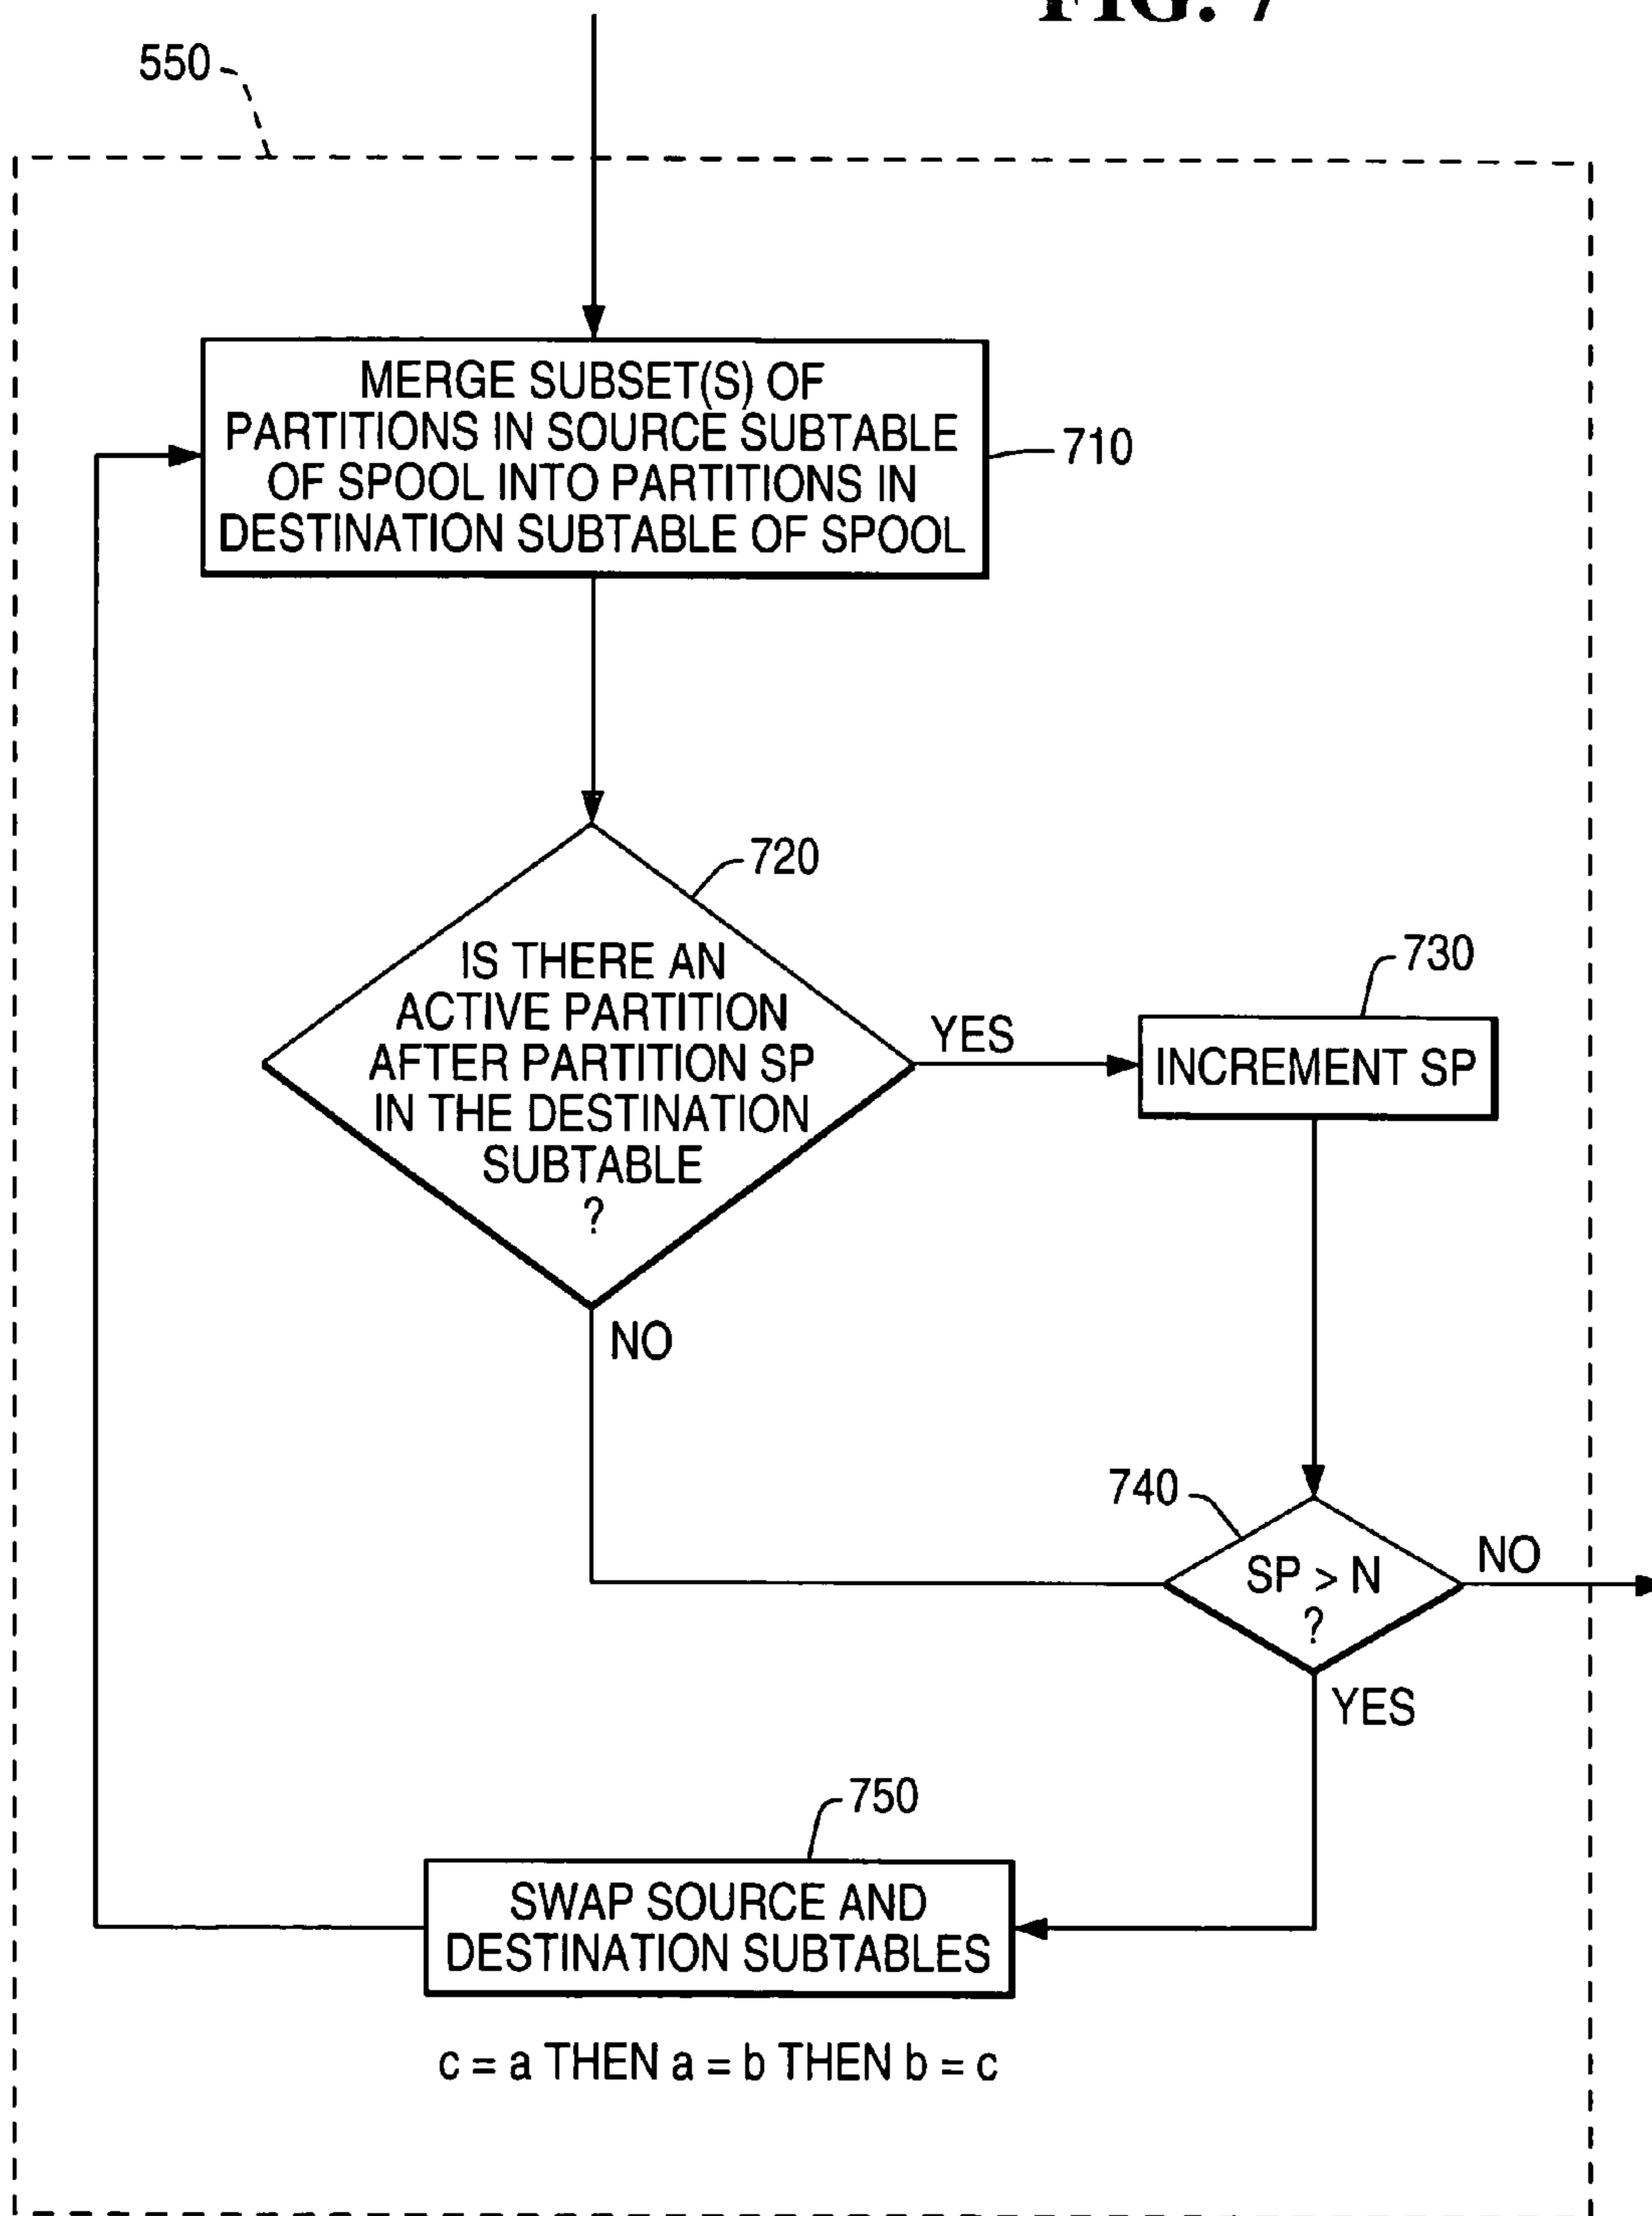 FIG. 7
550
MERGE SUBSET(S) OF
PARTITIONS IN SOURCE SUBTABLE
OF SPOOL INTO PARTITIONS IN
DESTINATION SUBTABLE OF SPOOL
710
720
IS THERE AN
ACTIVE PARTITION
AFTER PARTITION SP
IN THE DESTINATION
SUBTABLE
?
YES
730
INCREMENT SP
NO
740
SP > N
?
NO
YES
750
SWAP SOURCE AND
DESTINATION SUBTABLES
c = a THEN a = b THEN b = c